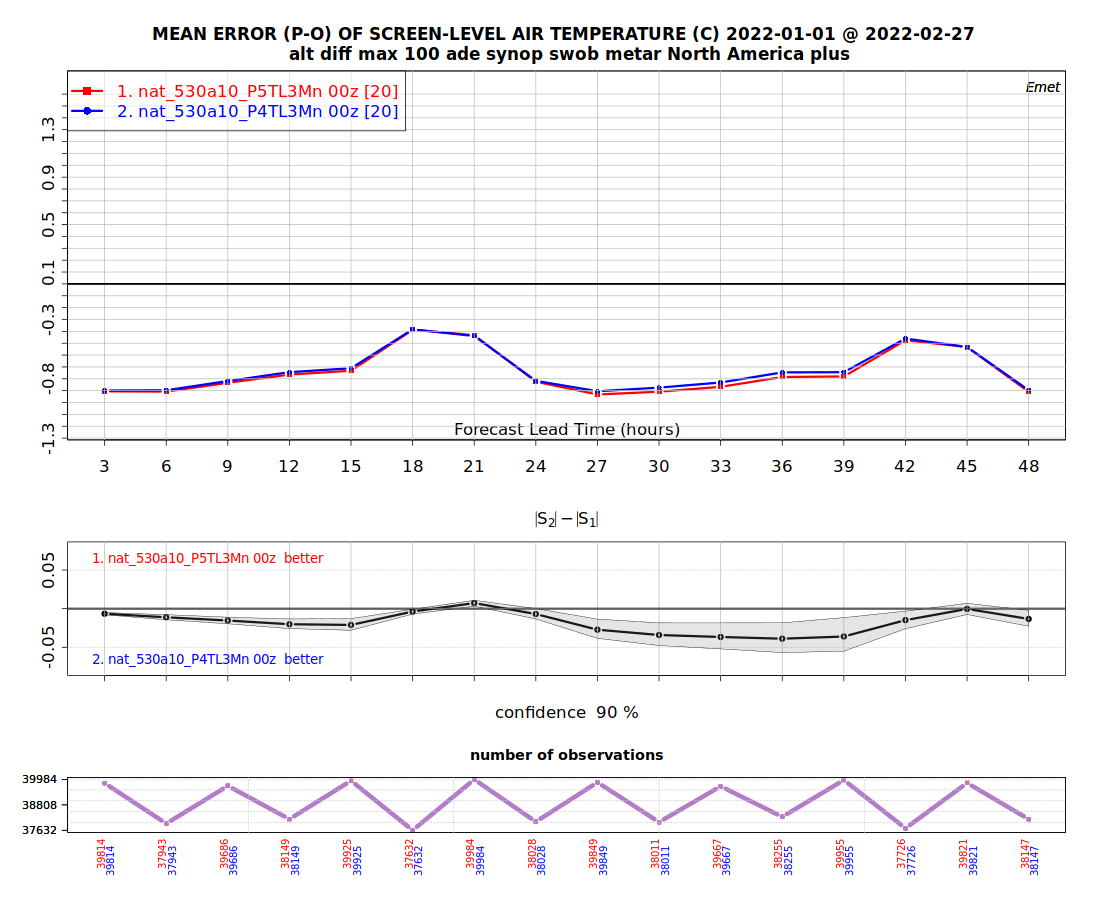 MEAN ERROR (P-O) OF SCREEN-LEVEL AIR TEMPERATURE (C) 2022-01-01 @ 2022-02-27
alt diff max 100 ade synop swob metar North America plus
Emet
1. nat_530a10_P5TL3Mn 00z [20]
2. nat_530a10_P4TL3Mn 00z [20]
1.3
0.9
0.5
0.1
-0.3
-0.8
-1.3
Forecast Lead Time (hours)
3 6 9 12 15 18 21 24 27 30 33 36 39 42 45 48
|S2| − |S1|
0.05
-0.05
1. nat_530a10_P5TL3Mn 00z better
2. nat_530a10_P4TL3Mn 00z better
confidence 90 %
number of observations
39984
38808
37632
39814 37943 39686 38149 39925 37632 39984 38028 39849 38011 39667 38255 39955 37726 39821 38147
39814 37943 39686 38149 39925 37632 39984 38028 39849 38011 39667 38255 39955 37726 39821 38147